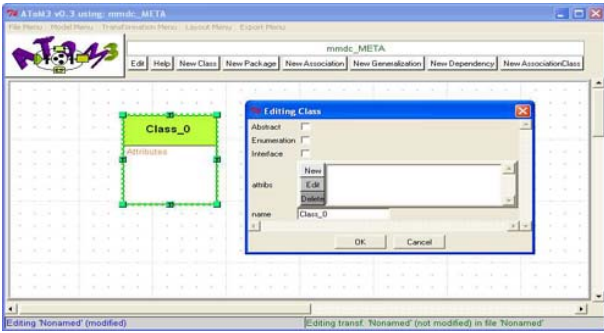 AToM3 v0.3 using: mmdc_META
File Menu Model Menu Transformation Menu Layout Menu Export Menu
AToM3
mmdc_META
Edit Help New Class New Package New Association New Generalization New Dependency New AssociationClass
Class_0
Attributes
Editing Class
Abstract
Enumeration
Interface
attribs
New
Edit
Delete
name Class_0
OK Cancel
Editing 'Nonamed' (modified) Editing transf. 'Nonamed' (not modified) in file 'Nonamed'